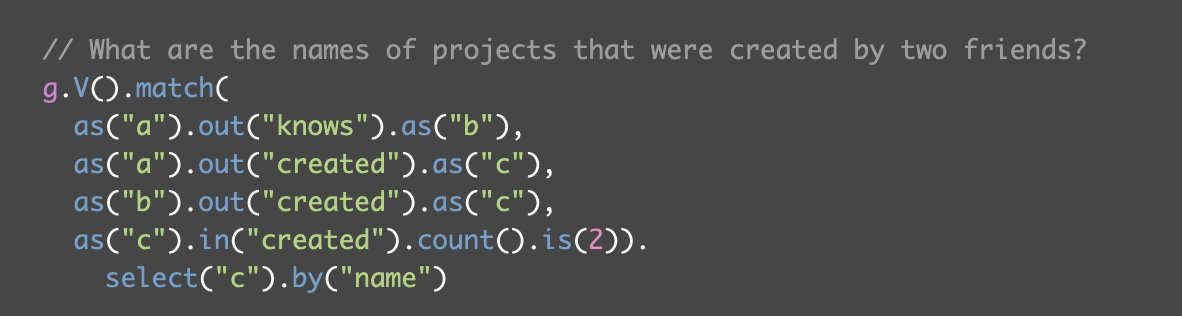 // What are the names of projects that were created by two friends?
g.V().match(
  as("a").out("knows").as("b"),
  as("a").out("created").as("c"),
  as("b").out("created").as("c"),
  as("c").in("created").count().is(2)).
    select("c").by("name")